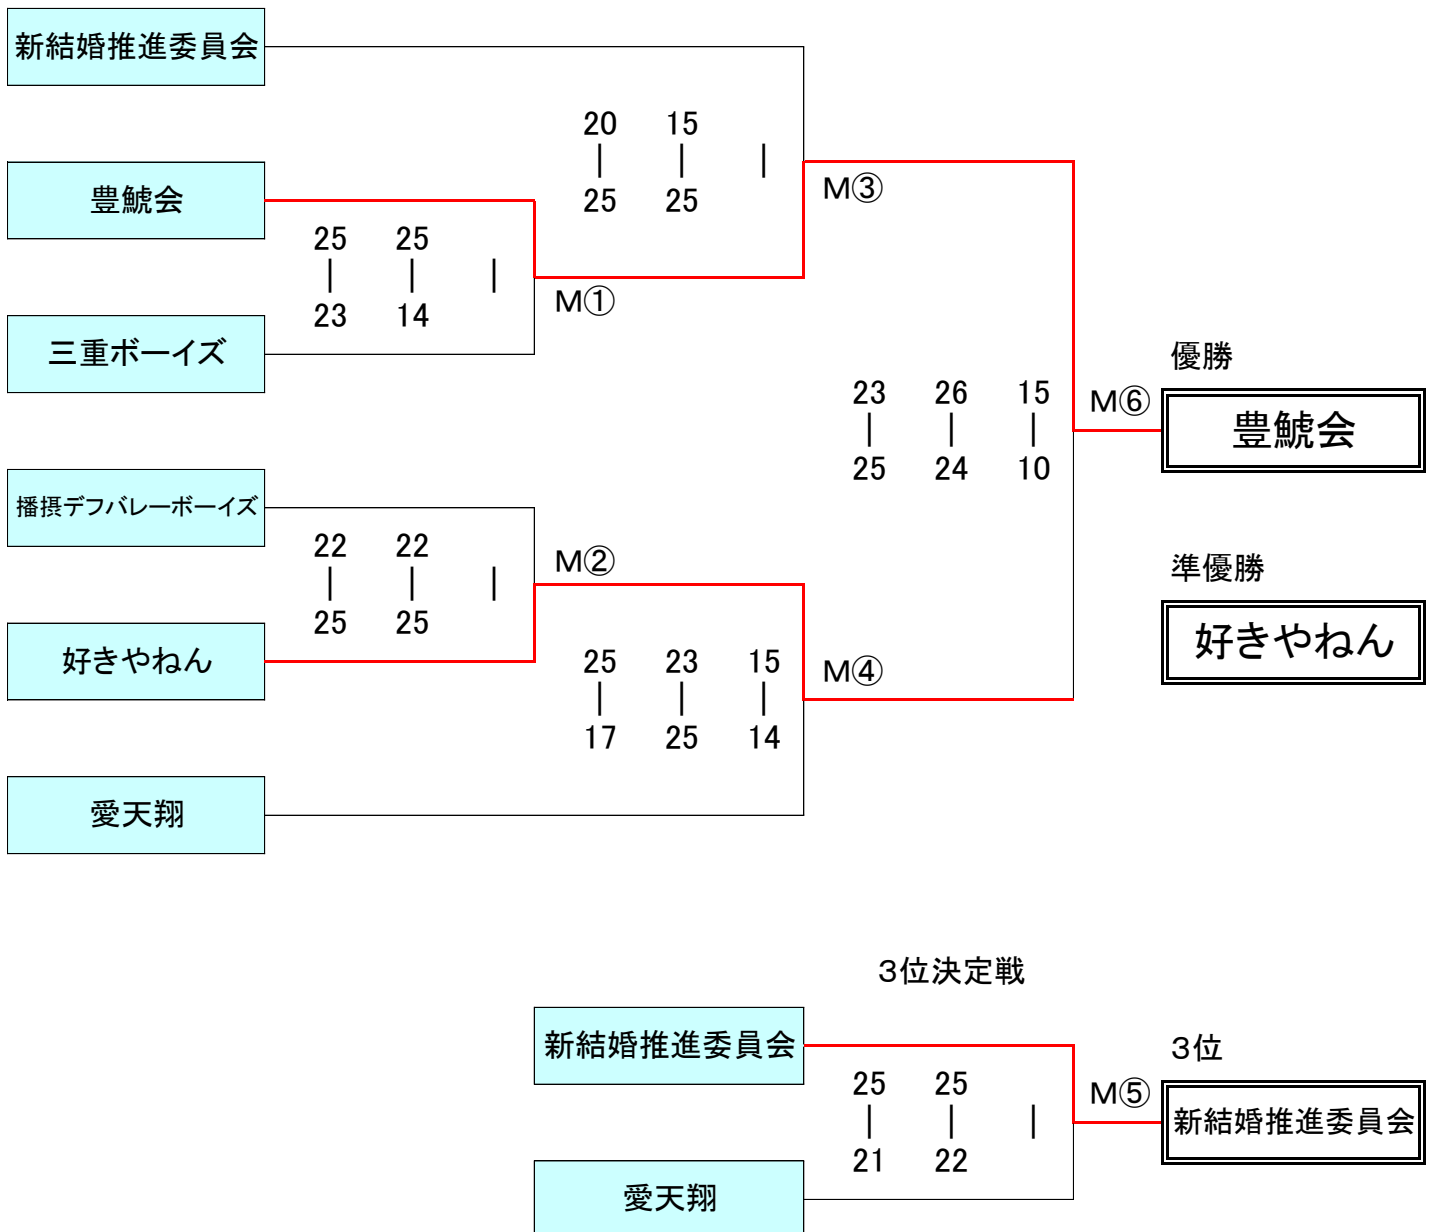 新結婚推進委員会
20 15
| | |
25 25
M③
豊鯱会
25 25
| | |
23 14
M①
三重ボーイズ
優勝
23 26 15
| | |
25 24 10
M⑥
豊鯱会
播摂デフバレーボーイズ
22 22
| | |
25 25
M②
準優勝
好きやねん
好きやねん
25 23 15
| | |
17 25 14
M④
愛天翔
3位決定戦
新結婚推進委員会
3位
25 25
| | |
21 22
M⑤
新結婚推進委員会
愛天翔